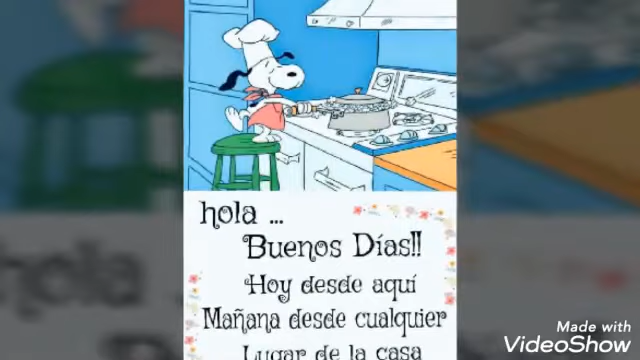 hola ...
Buenos Días!!
Hoy desde aquí
Mañana desde cualquier
Lugar de la casa
Made with
VideoShow